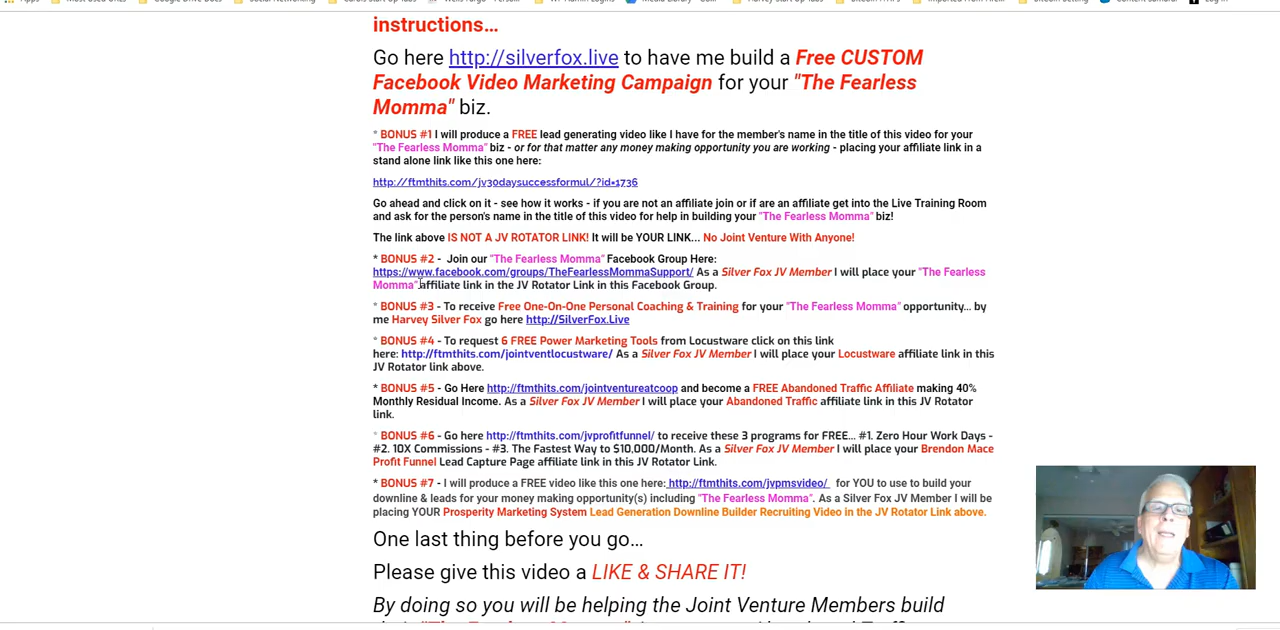 instructions...
Go here http://silverfox.live to have me build a Free CUSTOM
Facebook Video Marketing Campaign for your "The Fearless
Momma" biz.
* BONUS #1 I will produce a FREE lead generating video like I have for the member's name in the title of this video for your
"The Fearless Momma" biz - or for that matter any money making opportunity you are working - placing your affiliate link in a
stand alone link like this one here:
http://ftmthits.com/jv30daysuccessformul/?id=1736
Go ahead and click on it - see how it works - if you are not an affiliate join or if are an affiliate get into the Live Training Room
and ask for the person's name in the title of this video for help in building your "The Fearless Momma" biz!
The link above IS NOT A JV ROTATOR LINK! It will be YOUR LINK... No Joint Venture With Anyone!
* BONUS #2 - Join our "The Fearless Momma" Facebook Group Here:
https://www.facebook.com/groups/TheFearlessMommaSupport/ As a Silver Fox JV Member I will place your "The Fearless
Momma" affiliate link in the JV Rotator Link in this Facebook Group.
* BONUS #3 - To receive Free One-On-One Personal Coaching & Training for your "The Fearless Momma" opportunity... by
me Harvey Silver Fox go here http://SilverFox.Live
* BONUS #4 - To request 6 FREE Power Marketing Tools from Locustware click on this link
here: http://ftmthits.com/jointventlocustware/ As a Silver Fox JV Member I will place your Locustware affiliate link in this
JV Rotator link above.
* BONUS #5 - Go Here http://ftmthits.com/jointventureatcoop and become a FREE Abandoned Traffic Affiliate making 40%
Monthly Residual Income. As a Silver Fox JV Member I will place your Abandoned Traffic affiliate link in this JV Rotator
link.
* BONUS #6 - Go here http://ftmthits.com/jvprofitfunnel/ to receive these 3 programs for FREE... #1. Zero Hour Work Days -
#2. 10X Commissions - #3. The Fastest Way to $10,000/Month. As a Silver Fox JV Member I will place your Brendon Mace
Profit Funnel Lead Capture Page affiliate link in this JV Rotator Link.
* BONUS #7 - I will produce a FREE video like this one here: http://ftmthits.com/jvpmsvideo/ for YOU to use to build your
downline & leads for your money making opportunity(s) including "The Fearless Momma". As a Silver Fox JV Member I will be
placing YOUR Prosperity Marketing System Lead Generation Downline Builder Recruiting Video in the JV Rotator Link above.
One last thing before you go...
Please give this video a LIKE & SHARE IT!
By doing so you will be helping the Joint Venture Members build